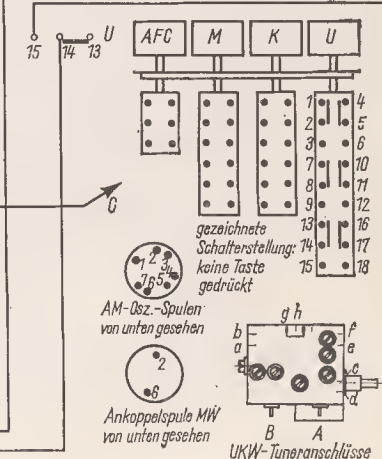 15 14 13 U
AFC M K U
1 4
2 5
3 6
7 10
8 11
9 12
13 16
14 17
15 18
G
gezeichnete
Schalterstellung:
keine Taste
gedrückt
1 2 3 4
7 6 5
AM-Osz.-Spulen
von unten gesehen
2
6
Ankoppelspule MW
von unten gesehen
g h
b f
a e
c
d
B A
UKW-Tuneranschlüsse